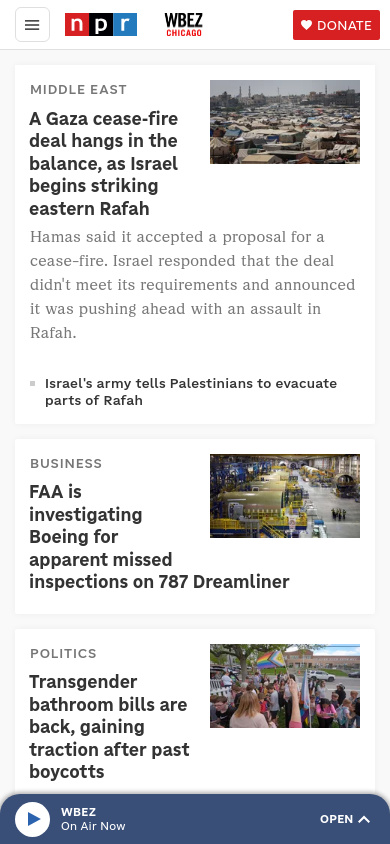 npr
WBEZ
CHICAGO
DONATE
MIDDLE EAST
A Gaza cease-fire
deal hangs in the
balance, as Israel
begins striking
eastern Rafah
Hamas said it accepted a proposal for a
cease-fire. Israel responded that the deal
didn't meet its requirements and announced
it was pushing ahead with an assault in
Rafah.
Israel's army tells Palestinians to evacuate
parts of Rafah
BUSINESS
FAA is
investigating
Boeing for
apparent missed
inspections on 787 Dreamliner
POLITICS
Transgender
bathroom bills are
back, gaining
traction after past
boycotts
WBEZ
On Air Now
OPEN